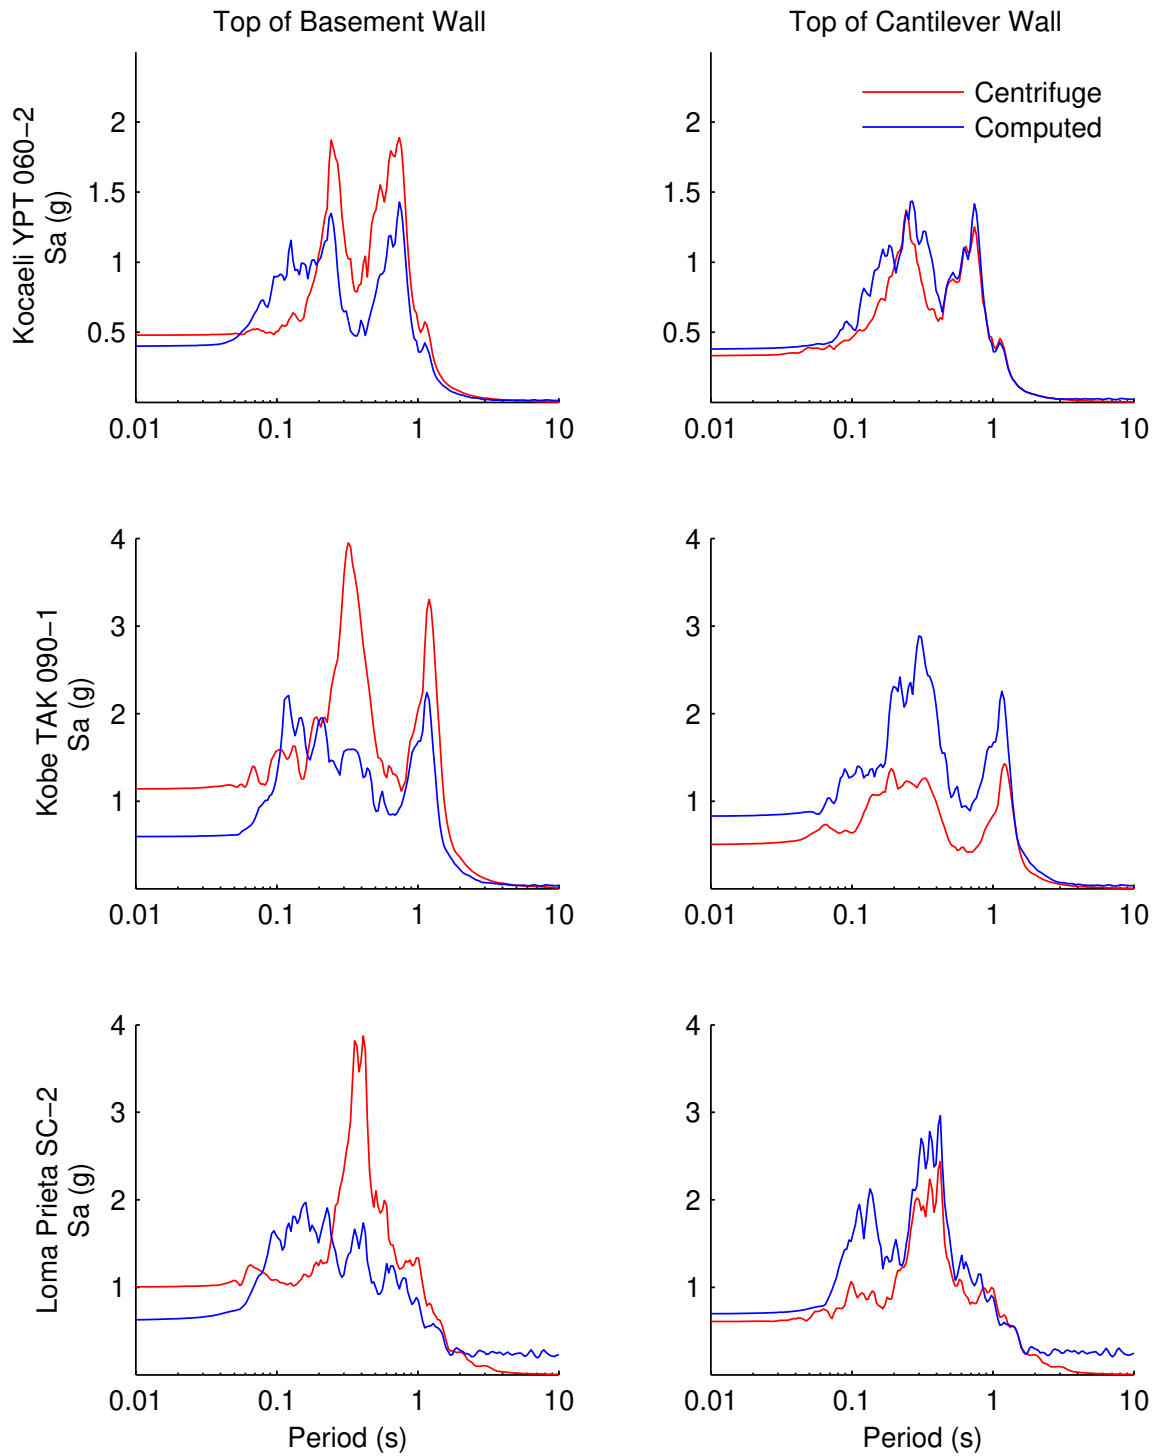 Top of Basement Wall
Top of Cantilever Wall
Kocaeli YPT 060−2
Sa (g)
2
1.5
1
0.5
0.01 0.1 1 10
Centrifuge
Computed
2
1.5
1
0.5
0.01 0.1 1 10
Kobe TAK 090−1
Sa (g)
4
3
2
1
0.01 0.1 1 10
4
3
2
1
0.01 0.1 1 10
Loma Prieta SC−2
Sa (g)
4
3
2
1
0.01 0.1 1 10
Period (s)
4
3
2
1
0.01 0.1 1 10
Period (s)